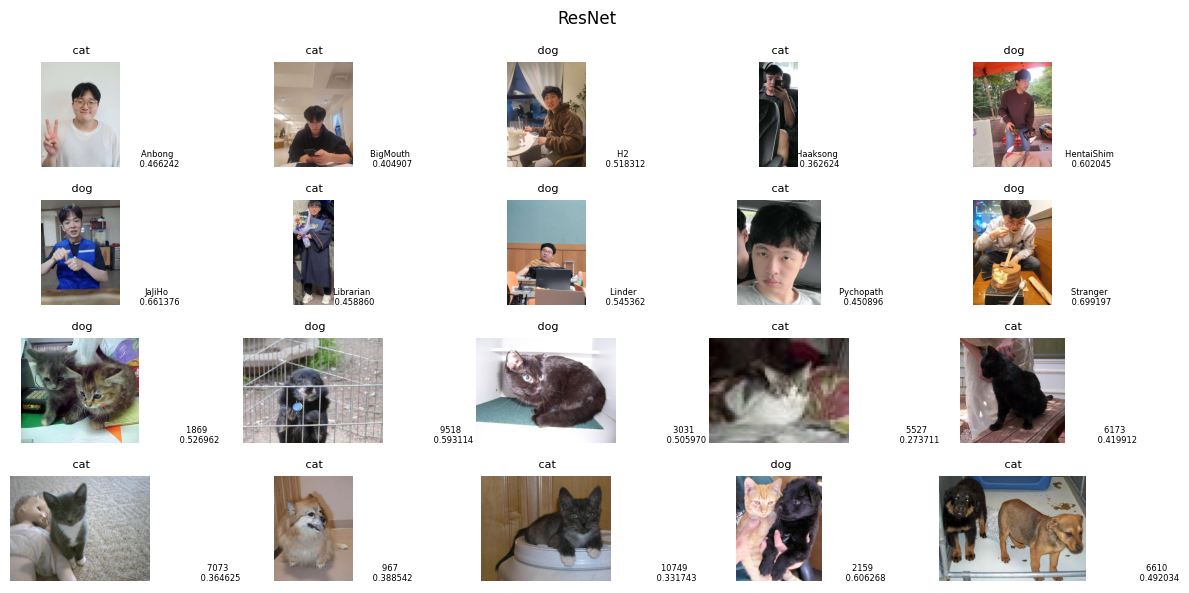 ResNet
cat
cat
dog
cat
dog
Anbong
0.466242
BigMouth
0.404907
H2
0.518312
Haaksong
0.362624
HentaiShim
0.602045
dog
cat
dog
cat
dog
JaJiHo
0.661376
Librarian
0.458860
Linder
0.545362
Pychopath
0.450896
Stranger
0.699197
dog
dog
dog
cat
cat
1869
0.526962
9518
0.593114
3031
0.505970
5527
0.273711
6173
0.419912
cat
cat
cat
dog
cat
7073
0.364625
967
0.388542
10749
0.331743
2159
0.606268
6610
0.492034